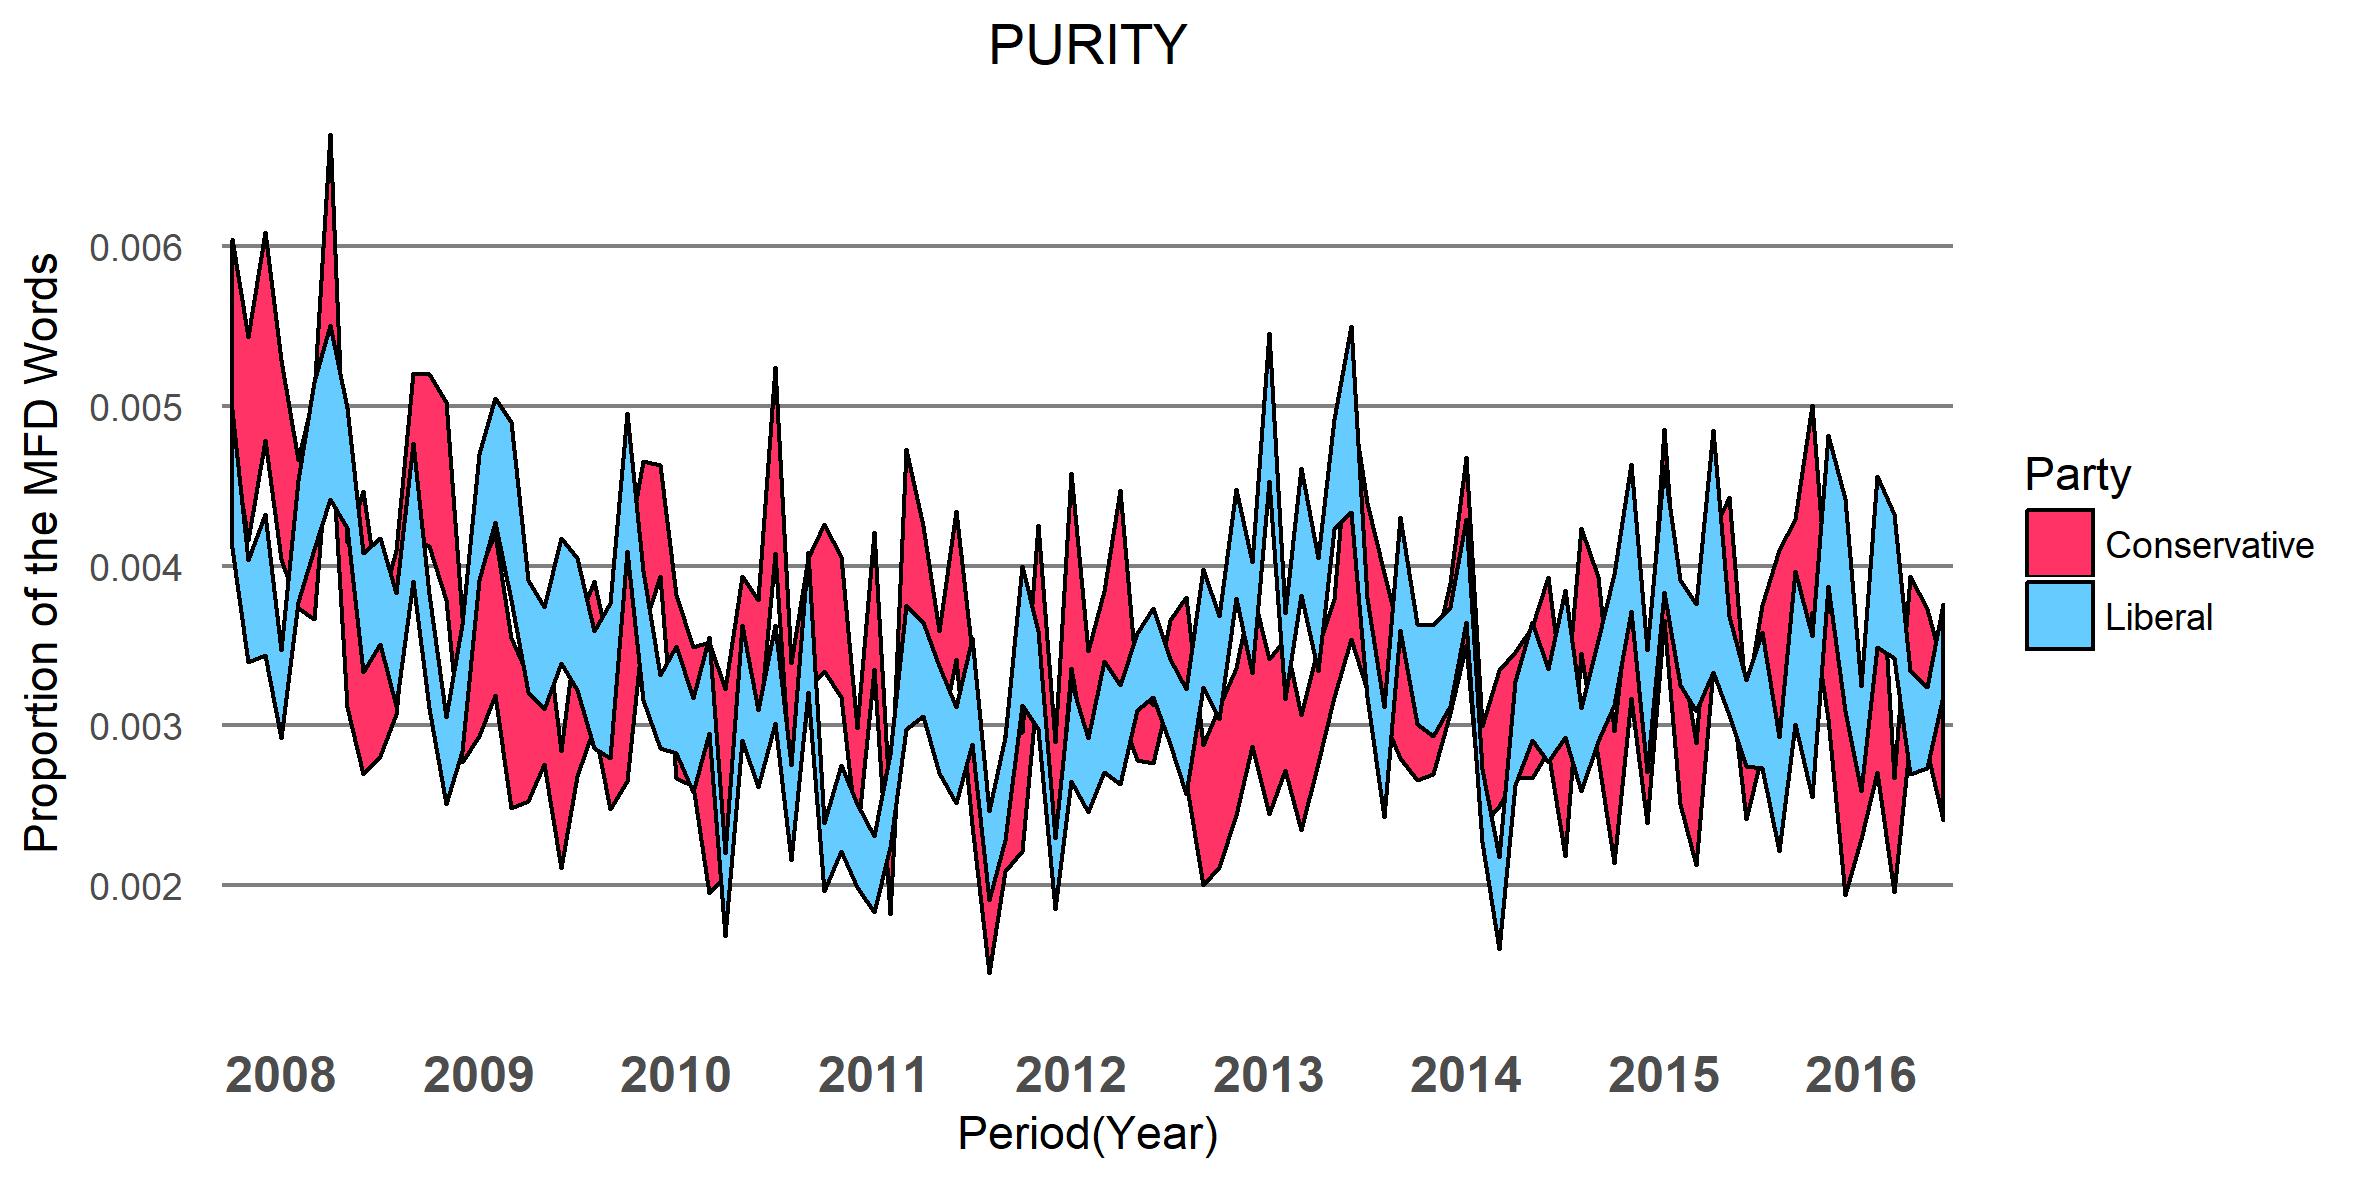 PURITY
Proportion of the MFD Words
0.006
0.005
0.004
0.003
0.002
2008 2009 2010 2011 2012 2013 2014 2015 2016
Period(Year)
Party
Conservative
Liberal